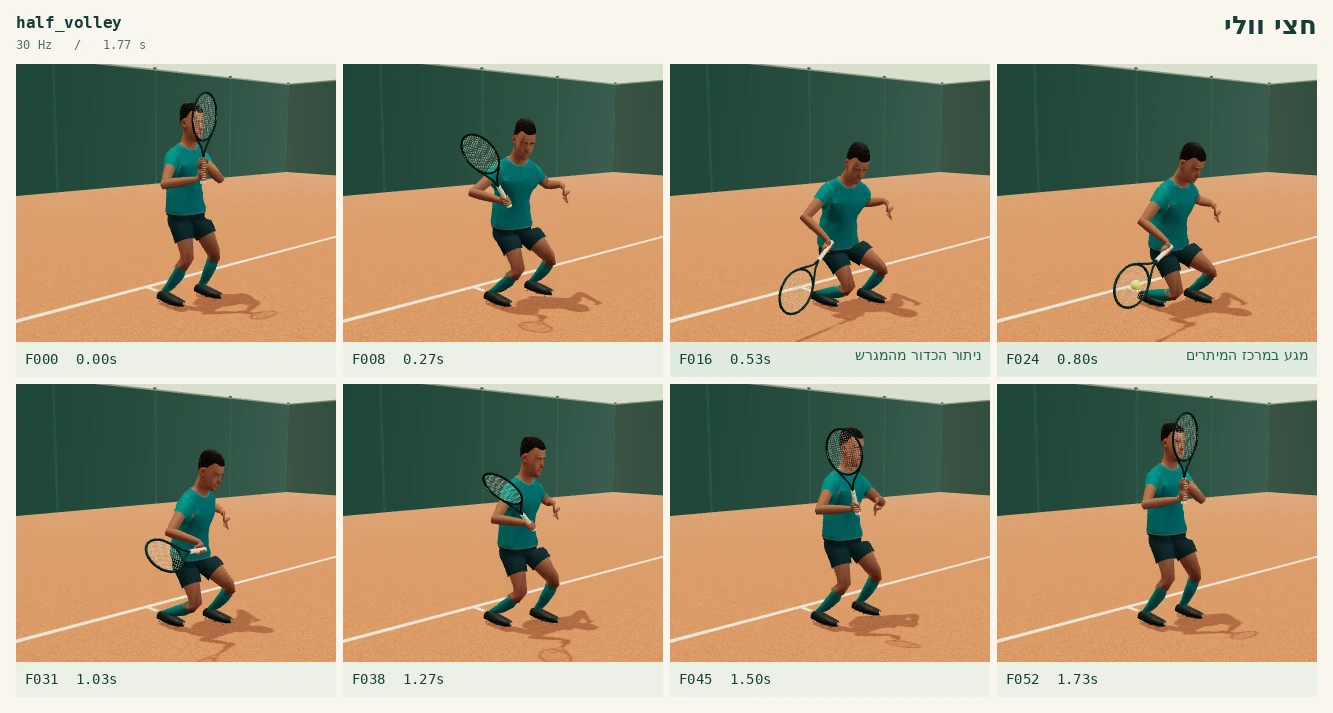 half_volley
חצי וולי
30 Hz / 1.77 s
F000 0.00s
F008 0.27s
F016 0.53s
ניתור הכדור מהמגרש
F024 0.80s
מגע במרכז המיתרים
F031 1.03s
F038 1.27s
F045 1.50s
F052 1.73s